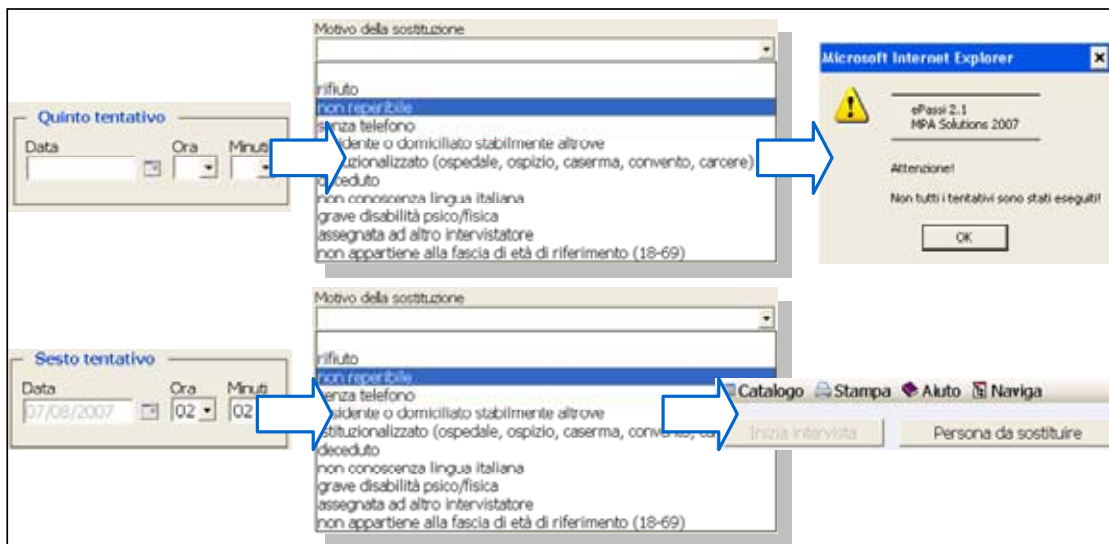 Quinto tentativo
Data Ora Minuti
Motivo della sostituzione
rifiuto
non reperibile
senza telefono
sidente o domiciliato stabilmente altrove
tituzionalizzato (ospedale, ospizio, caserma, convento, carcere)
deceduto
non conoscenza lingua italiana
grave disabilità psico/fisica
assegnata ad altro intervistatore
non appartiene alla fascia di età di riferimento (18-69)
Microsoft Internet Explorer
ePassi 2.1
MPA Solutions 2007
Attenzione!
Non tutti i tentativi sono stati eseguiti!
OK
Sesto tentativo
Data Ora Minuti
07/08/2007 02 02
Motivo della sostituzione
rifiuto
non reperibile
senza telefono
sidente o domiciliato stabilmente altrove
stituzionalizzato (ospedale, ospizio, caserma, convento, ca
deceduto
non conoscenza lingua italiana
grave disabilità psico/fisica
assegnata ad altro intervistatore
non appartiene alla fascia di età di riferimento (18-69)
Catalogo Stampa Aiuto Naviga
Inizia intervista Persona da sostituire